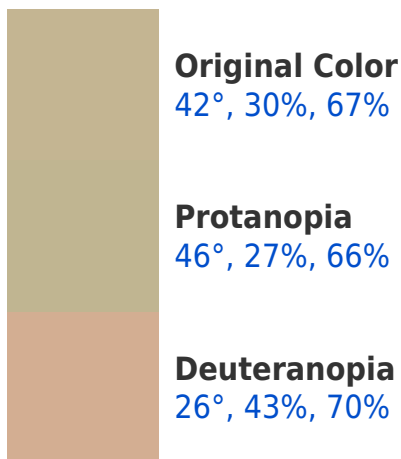 Original Color
42°, 30%, 67%
Protanopia
46°, 27%, 66%
Deuteranopia
26°, 43%, 70%